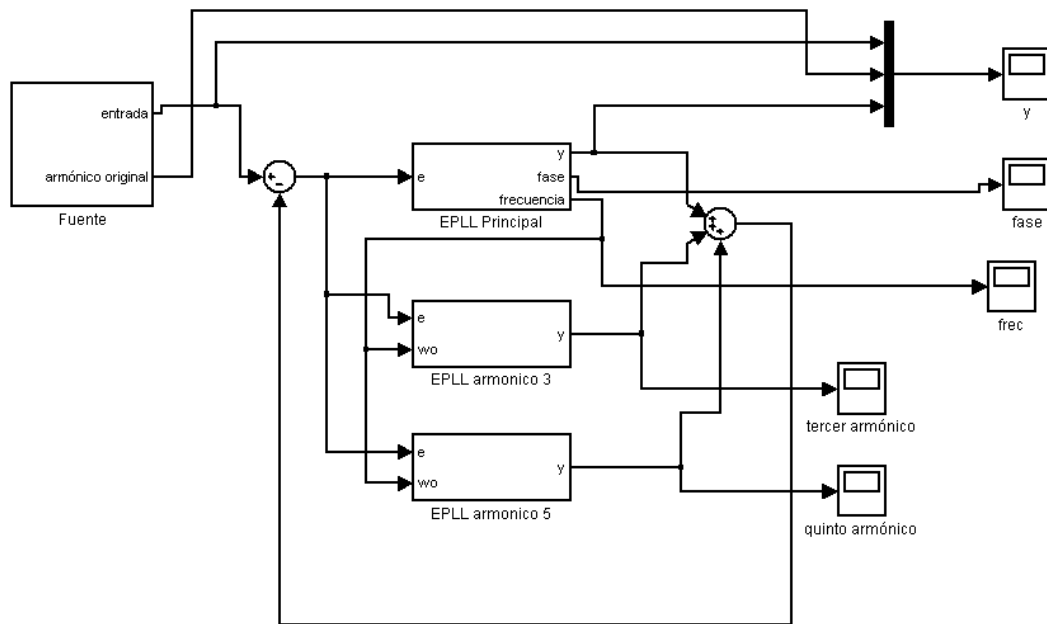 entrada
armónico original
Fuente
+
-
e
y
fase
frecuencia
EPLL Principal
+
+
+
y
fase
frec
e
wo
y
EPLL armonico 3
tercer armónico
e
wo
y
EPLL armonico 5
quinto armónico